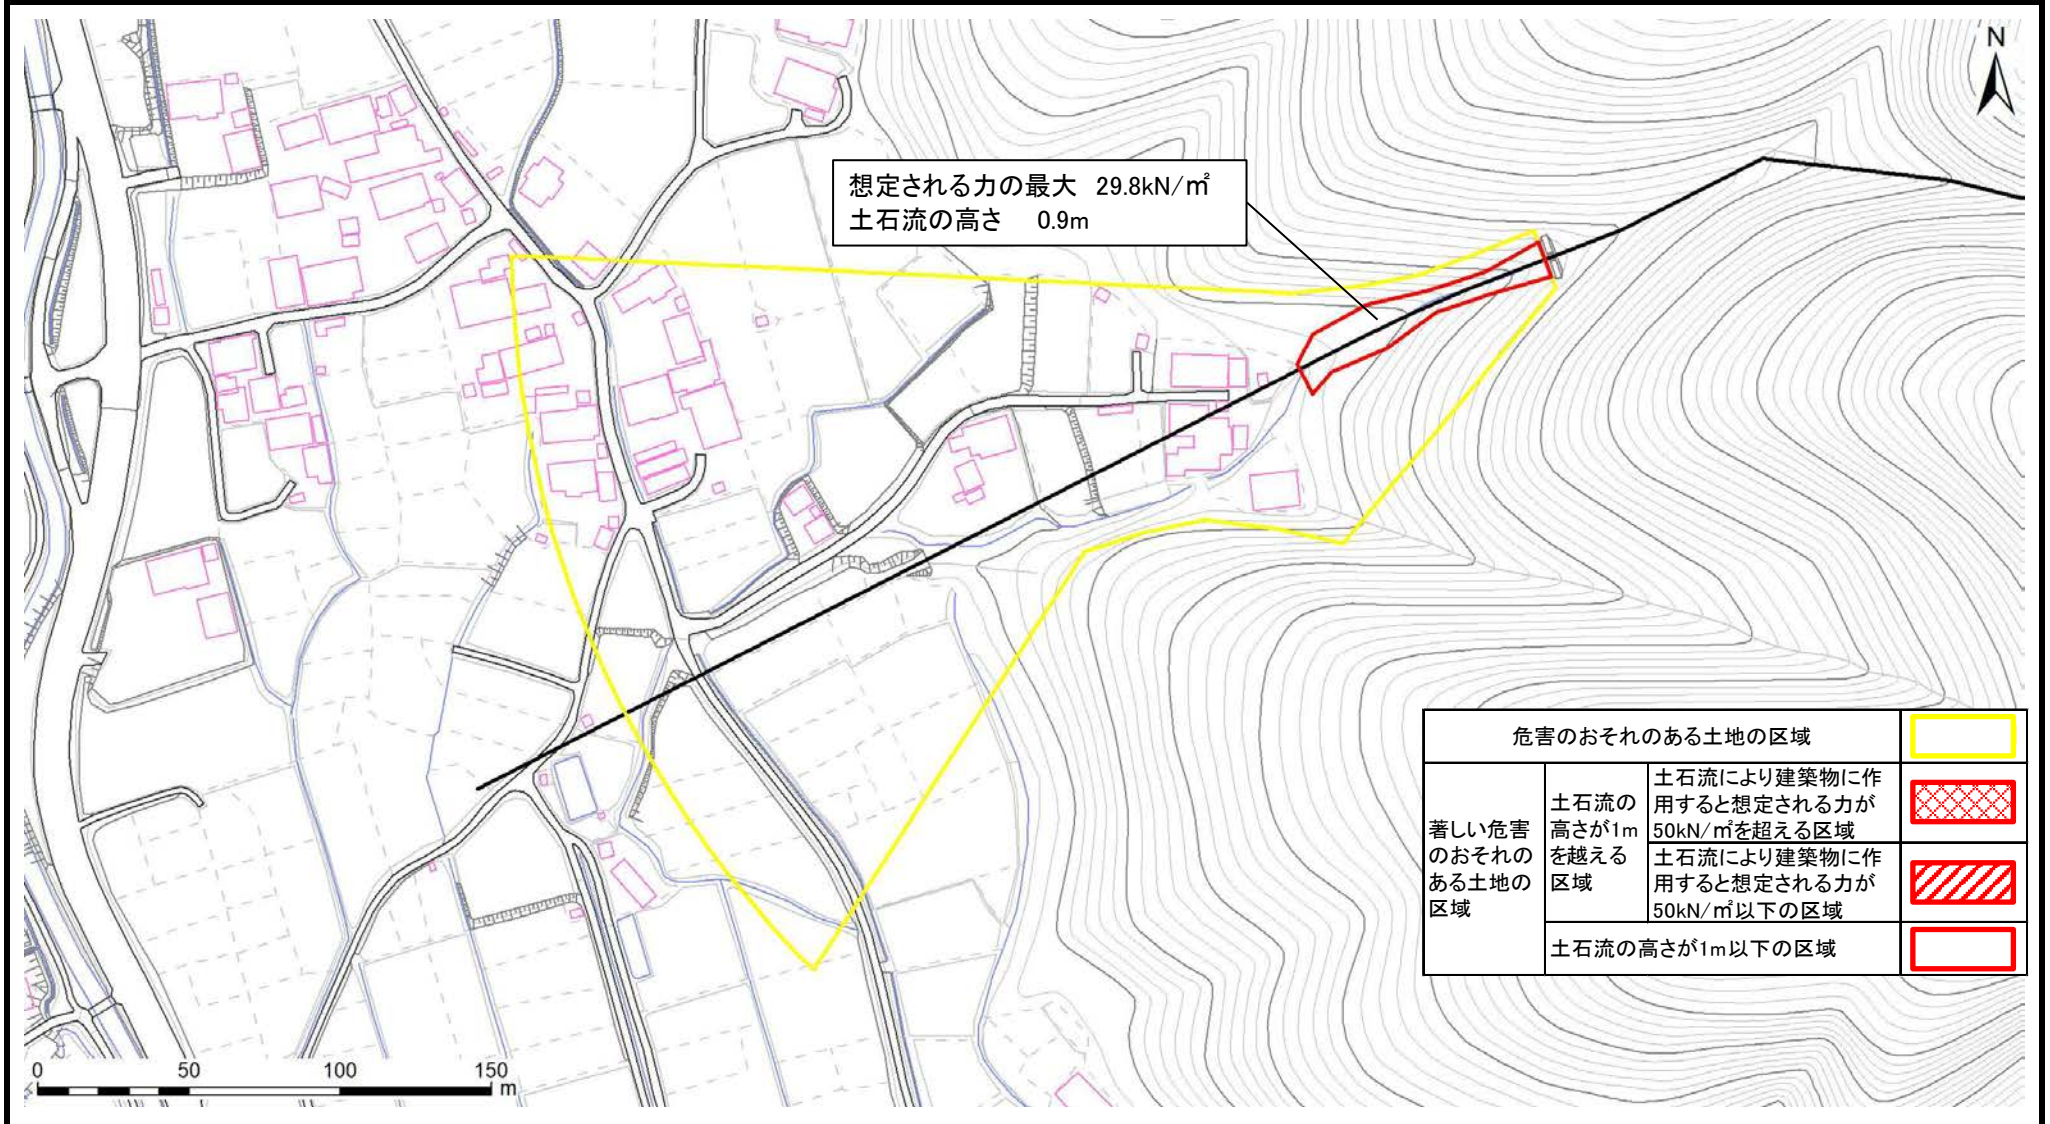 N
想定される力の最大 29.8kN/㎡
土石流の高さ 0.9m
危害のおそれのある土地の区域
著しい危害
のおそれの
ある土地の
区域
土石流の
高さが1m
を越える
区域
土石流により建築物に作
用すると想定される力が
50kN/㎡を超える区域
土石流により建築物に作
用すると想定される力が
50kN/㎡以下の区域
土石流の高さが1m以下の区域
0 50 100 150
m